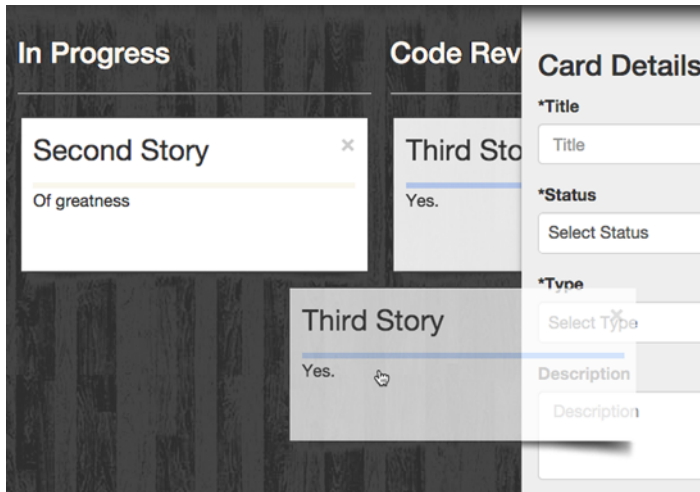 In Progress
Second Story
×
Of greatness
Code Rev
Third Sto
Yes.
Third Story
×
Yes.
Card Details
*Title
Title
*Status
Select Status
*Type
Select Type
Description
Description